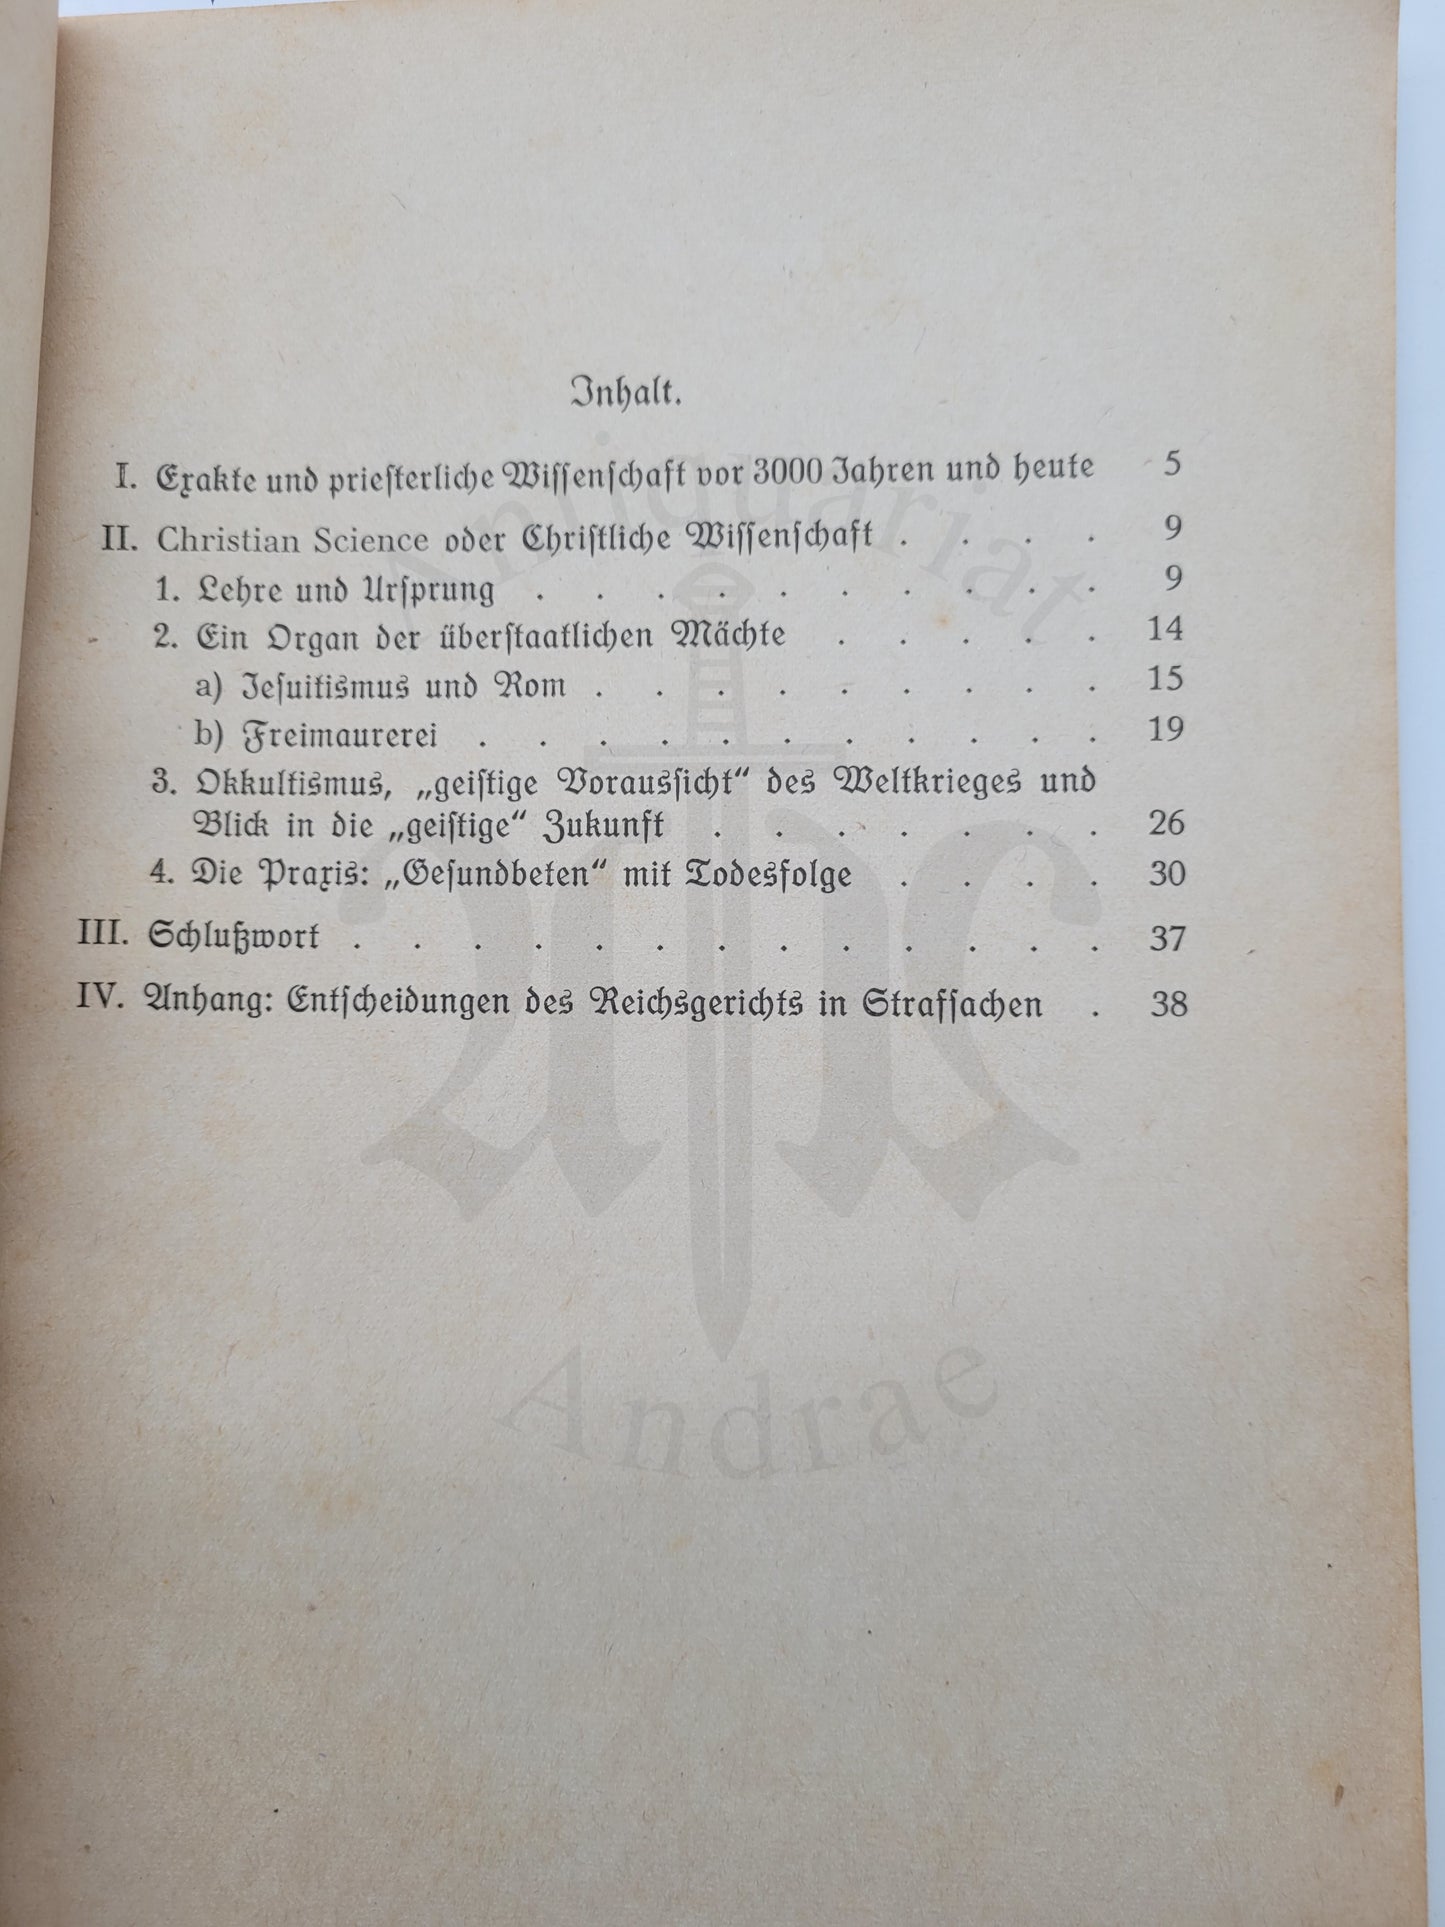 Inhalt.
I. Exakte und priesterliche Wissenschaft vor 3000 Jahren und heute 5
II. Christian Science oder Christliche Wissenschaft . . . . 9
1. Lehre und Ursprung . . . . . . . . . . 9
2. Ein Organ der überstaatlichen Mächte . . . . . 14
a) Jesuitismus und Rom . . . . . . . . . 15
b) Freimaurerei . . . . . . . . . . . 19
3. Okkultismus, „geistige Voraussicht“ des Weltkrieges und
Blick in die „geistige“ Zukunft . . . . . . . 26
4. Die Praxis: „Gesundbeten“ mit Todesfolge . . . . 30
III. Schlußwort . . . . . . . . . . . . . 37
IV. Anhang: Entscheidungen des Reichsgerichts in Strafsachen . 38
Antiquariat
Andrae